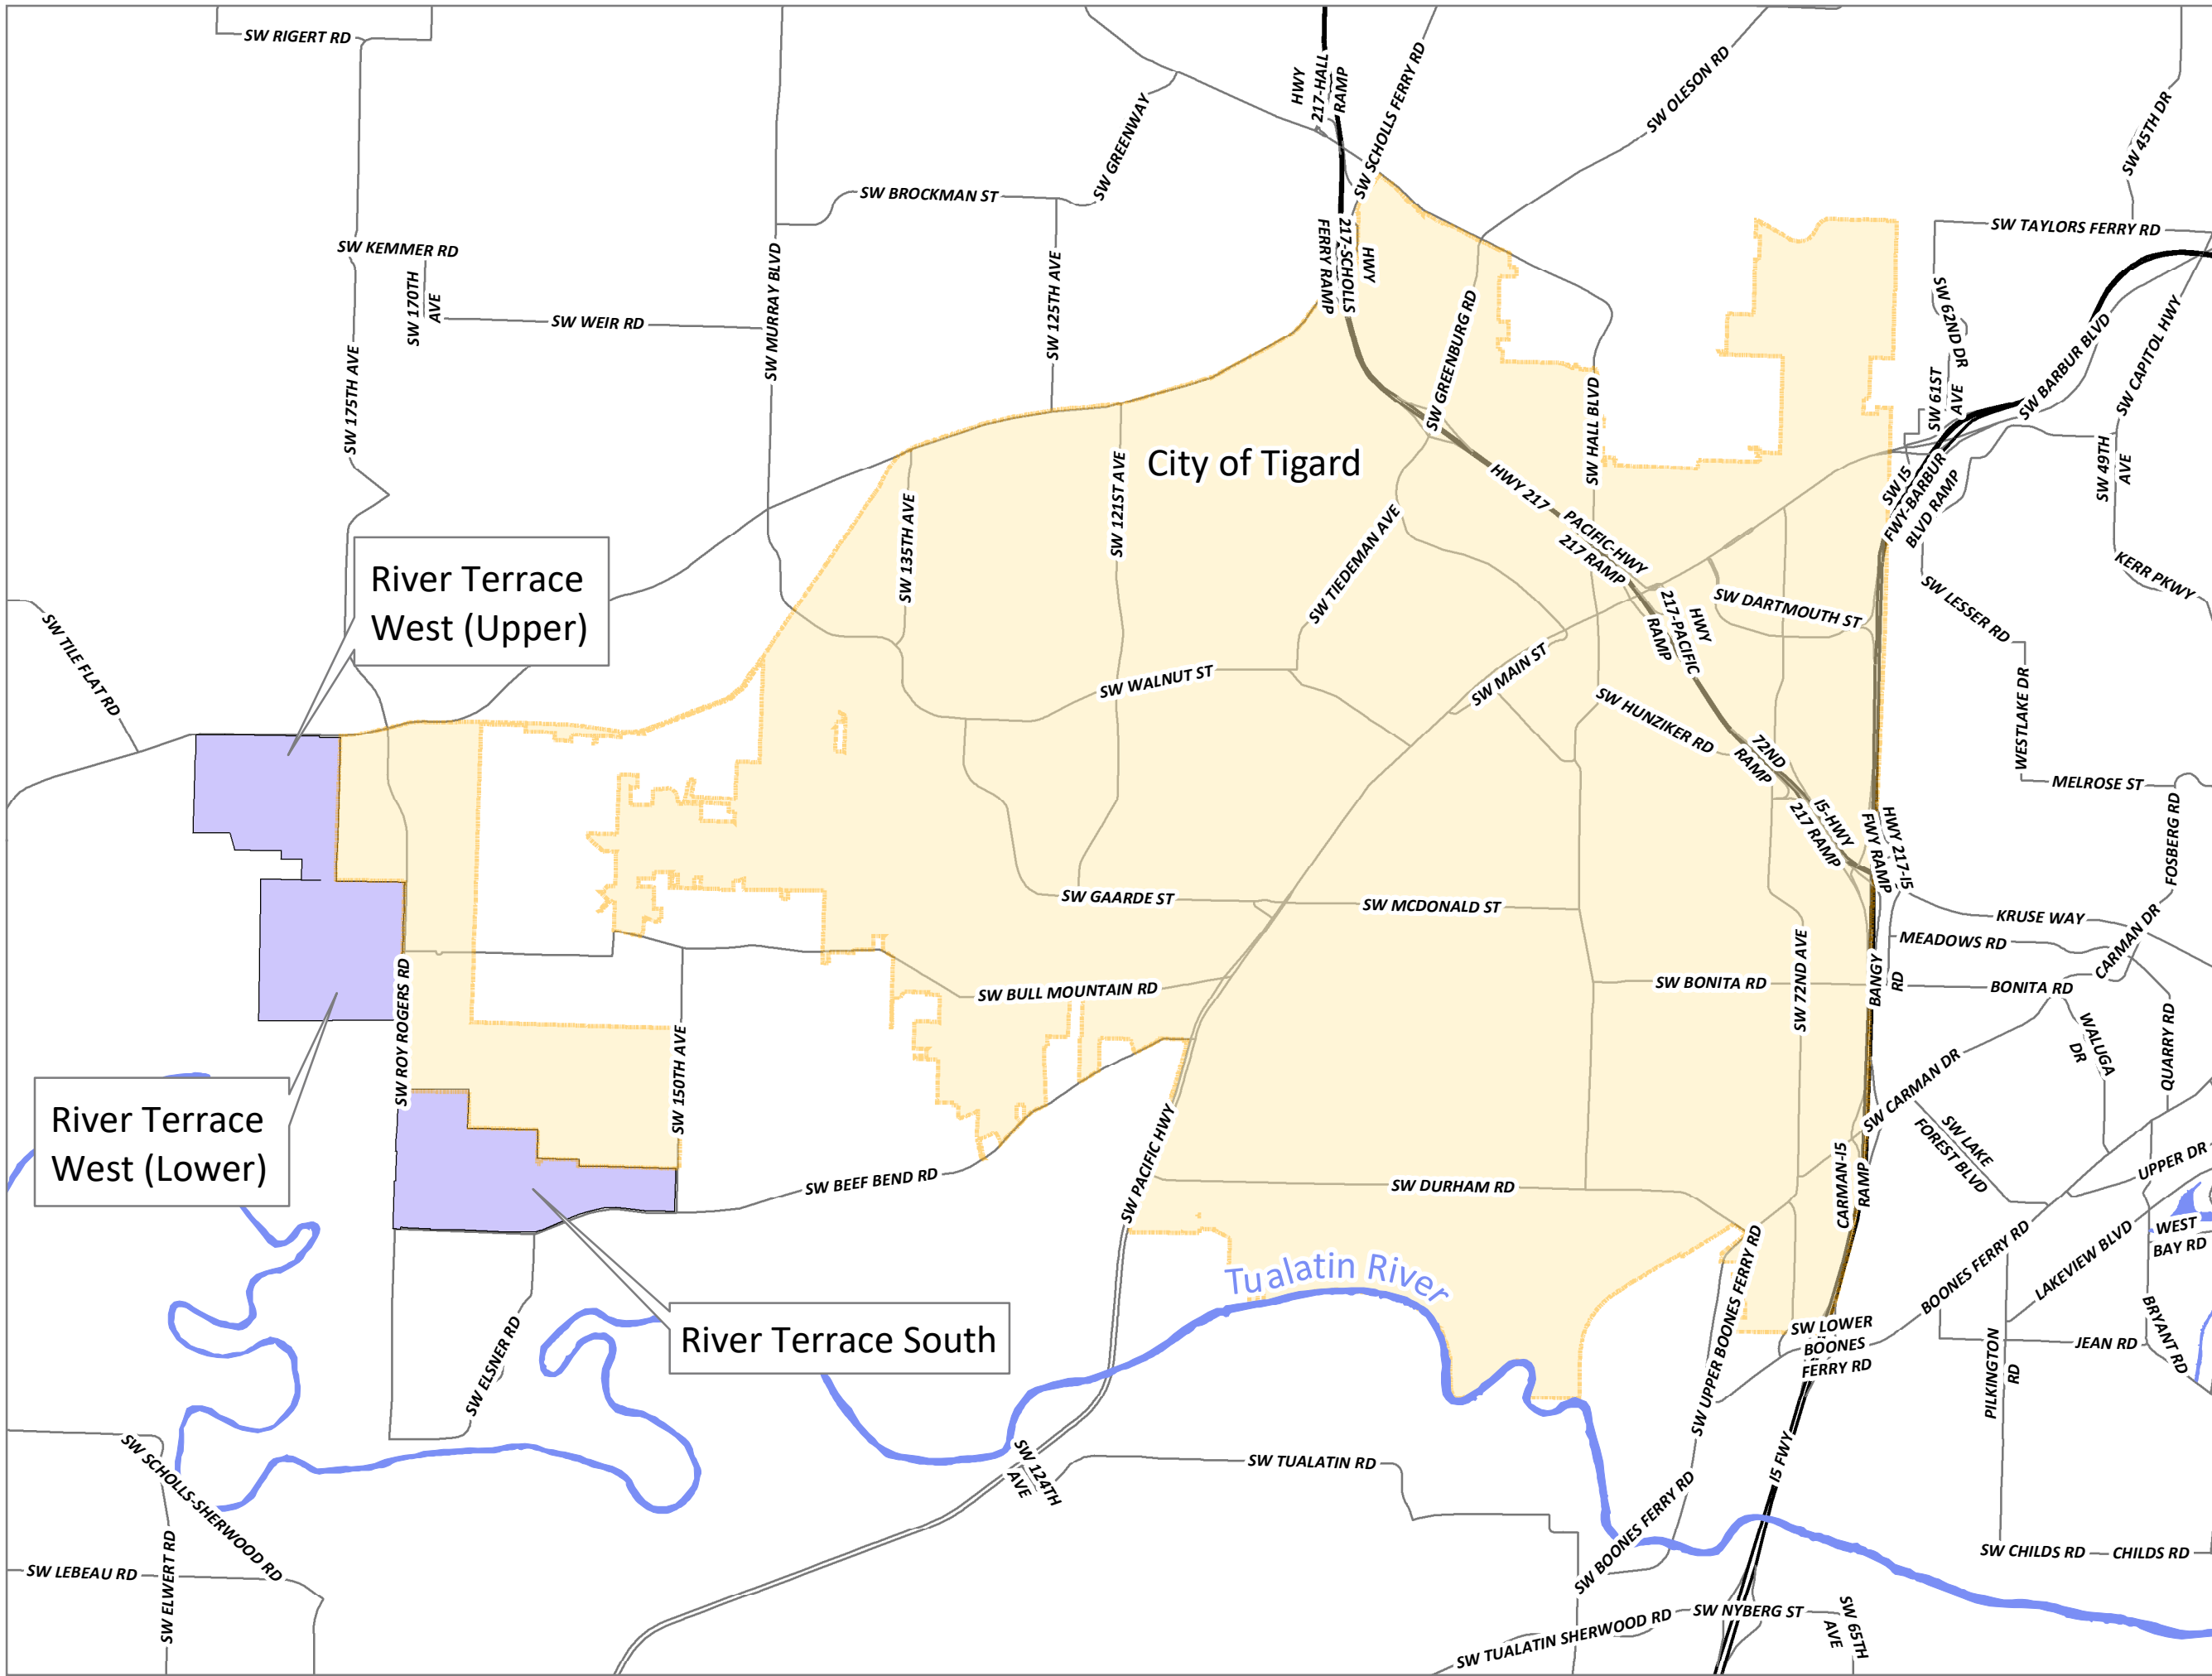 SW RIGERT RD
HWY
217-HALL
RAMP
SW SCHOLLS FERRY RD
SW OLESON RD
SW 45TH DR
SW GREENWAY
SW BROCKMAN ST
SW KEMMER RD
SW 170TH
AVE
SW WEIR RD
SW MURRAY BLVD
SW 125TH AVE
217-SCHOLLS
FERRY RAMP
HWY
SW GREENBURG RD
SW TAYLORS FERRY RD
SW 62ND DR
SW 61ST
AVE
SW BARBUR BLVD
SW CAPITOL HWY
SW 49TH
AVE
SW 175TH AVE
SW HALL BLVD
City of Tigard
SW 135TH AVE
SW 121ST AVE
SW TIEDEMAN AVE
HWY 217
PACIFIC-HWY
217 RAMP
SW I5
FWY-BARBUR
BLVD RAMP
KERR PKWY
River Terrace
West (Upper)
SW TILE FLAT RD
HWY
217-PACIFIC
RAMP
SW DARTMOUTH ST
SW LESSER RD
SW WALNUT ST
SW MAIN ST
SW HUNZIKER RD
72ND
RAMP
WESTLAKE DR
MELROSE ST
FOSBERG RD
I5-HWY
217 RAMP
HWY 217-I5
FWY RAMP
SW GAARDE ST
SW MCDONALD ST
KRUSE WAY
MEADOWS RD
CARMAN DR
SW ROY ROGERS RD
SW BULL MOUNTAIN RD
SW BONITA RD
SW 72ND AVE
BANGY
RD
BONITA RD
WALUGA
DR
QUARRY RD
SW 150TH AVE
SW CARMAN DR
River Terrace
West (Lower)
SW BEEF BEND RD
SW PACIFIC HWY
SW DURHAM RD
CARMAN-I5
RAMP
SW LAKE
FOREST BLVD
UPPER DR
WEST
BAY RD
Tualatin River
SW UPPER BOONES FERRY RD
BOONES FERRY RD
LAKEVIEW BLVD
BRYANT RD
River Terrace South
SW ELSNER RD
SW LOWER
BOONES
FERRY RD
PILKINGTON
RD
JEAN RD
SW SCHOLLS-SHERWOOD RD
SW 124TH
AVE
SW TUALATIN RD
I5 FWY
SW BOONES FERRY RD
SW LEBEAU RD
SW ELWERT RD
SW CHILDS RD
CHILDS RD
SW TUALATIN SHERWOOD RD
SW NYBERG ST
SW 65TH
AVE